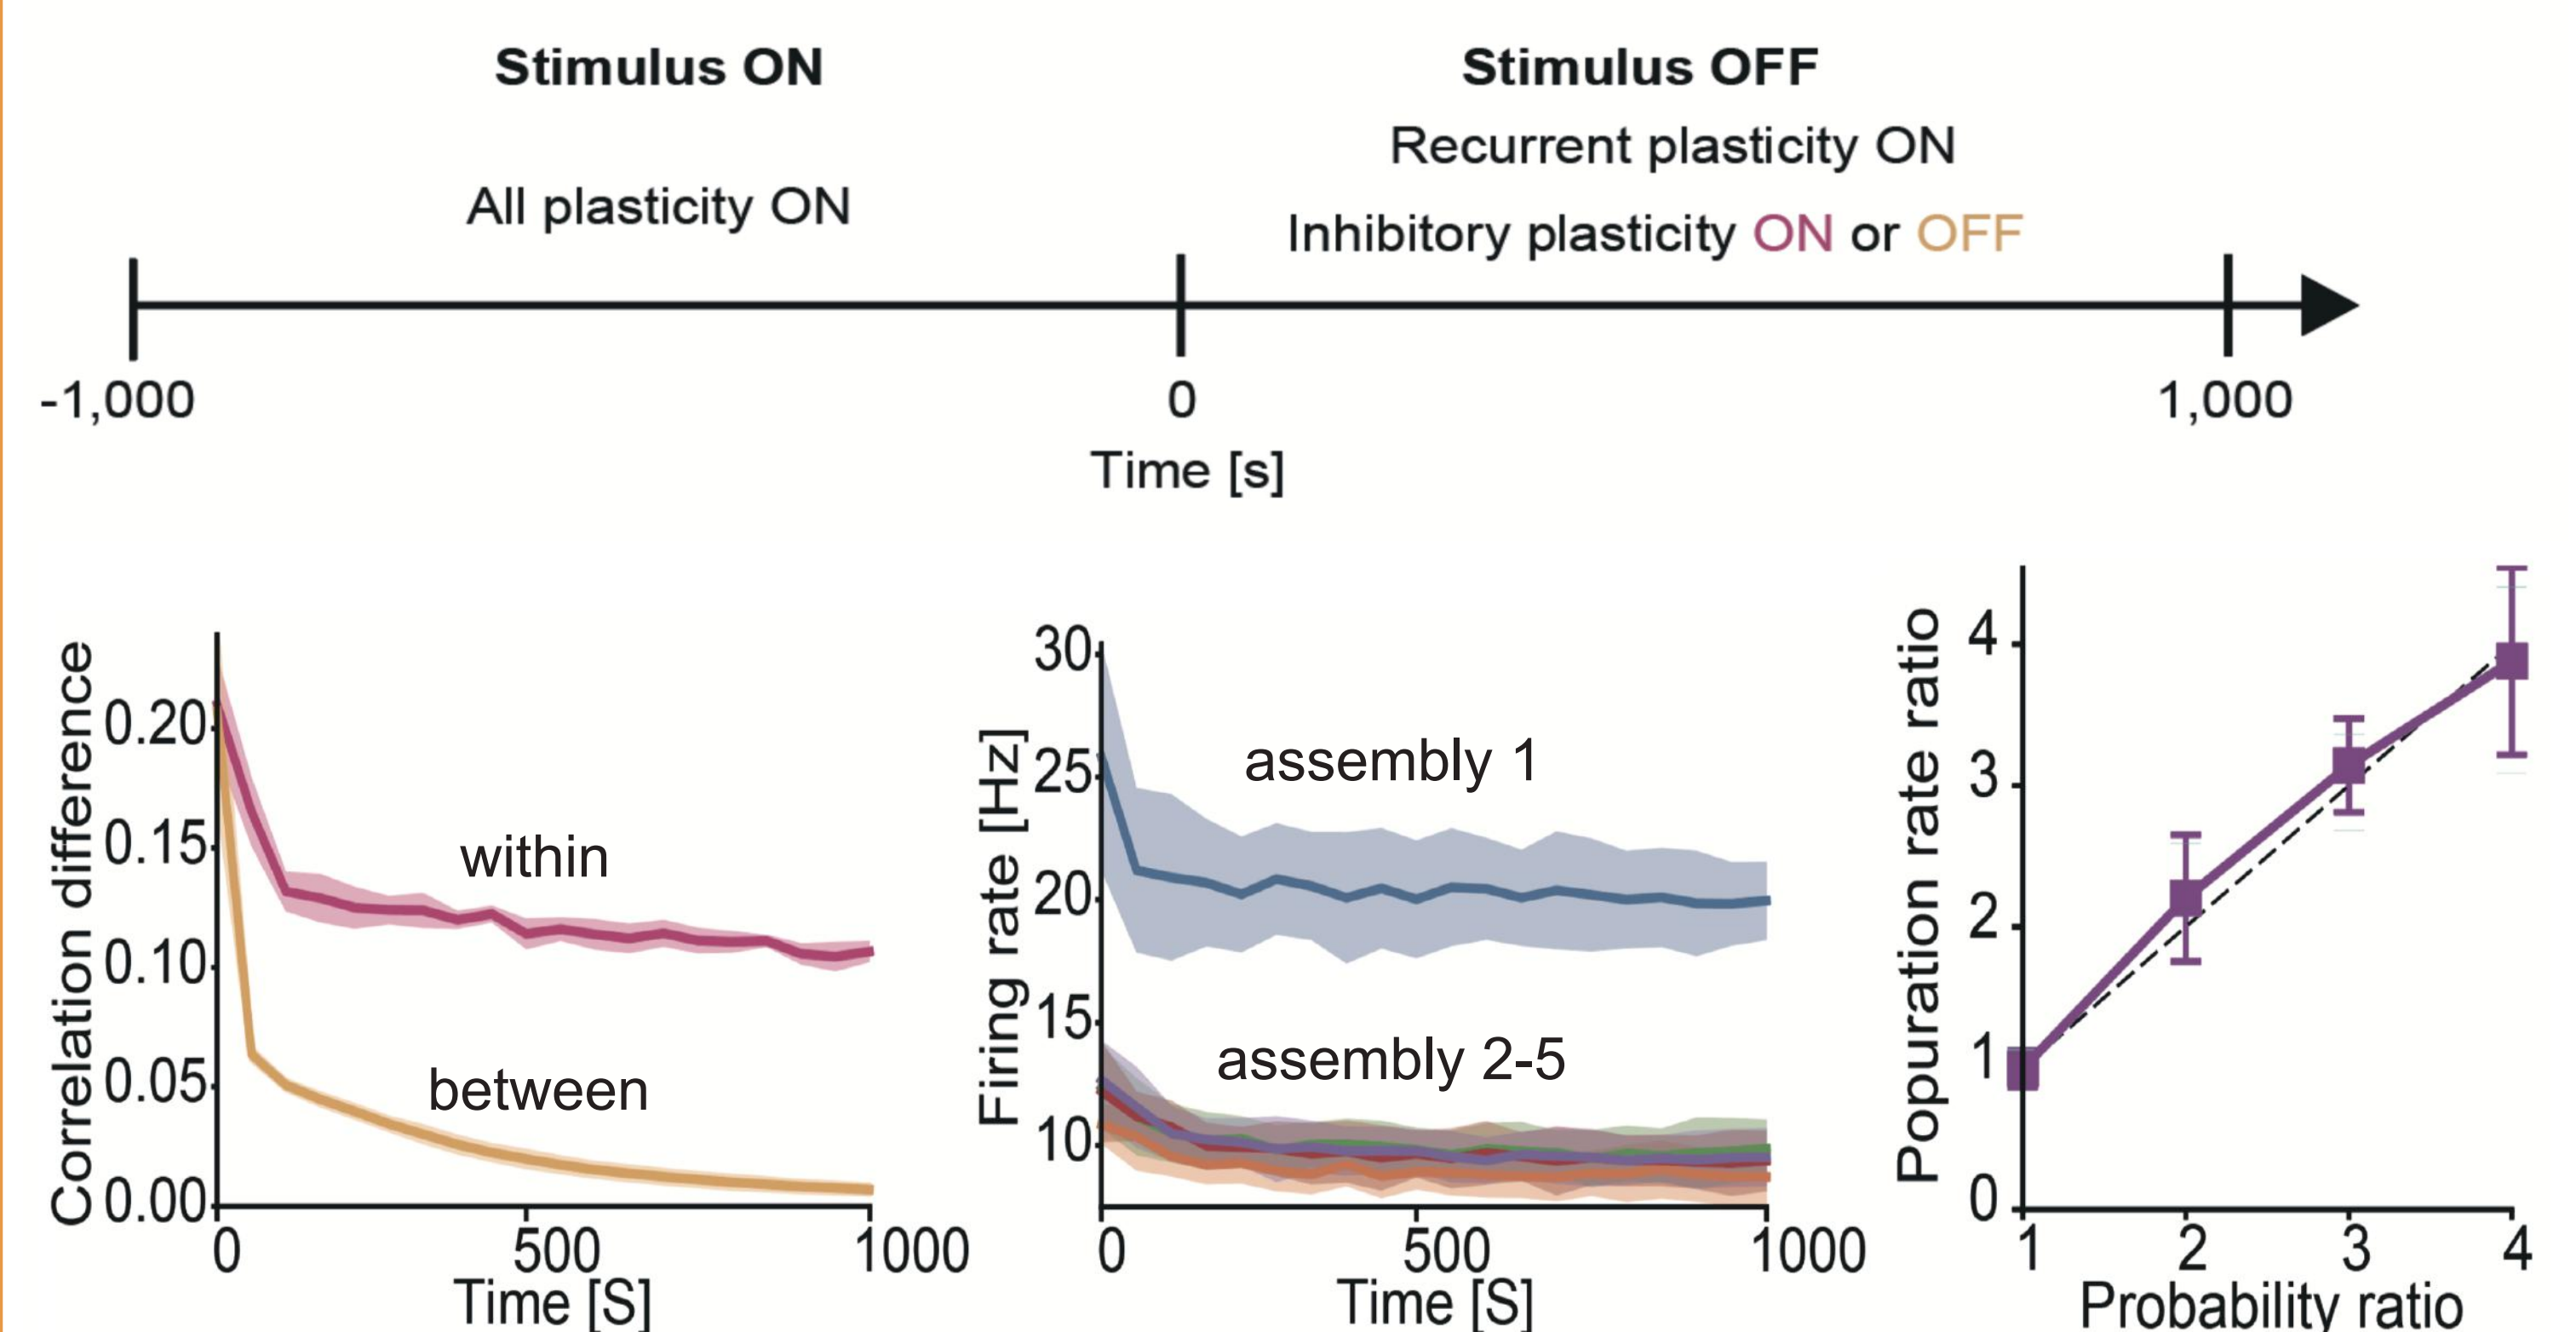 Stimulus ON
Stimulus OFF
All plasticity ON
Recurrent plasticity ON
Inhibitory plasticity ON or OFF
-1,000
0
1,000
Time [s]
Correlation difference
0.20
0.15
0.10
0.05
0.00
within
between
0
500
1000
Time [S]
Firing rate [Hz]
30
25
20
15
10
assembly 1
assembly 2-5
0
500
1000
Time [S]
Popuration rate ratio
4
3
2
1
0
1
2
3
4
Probability ratio